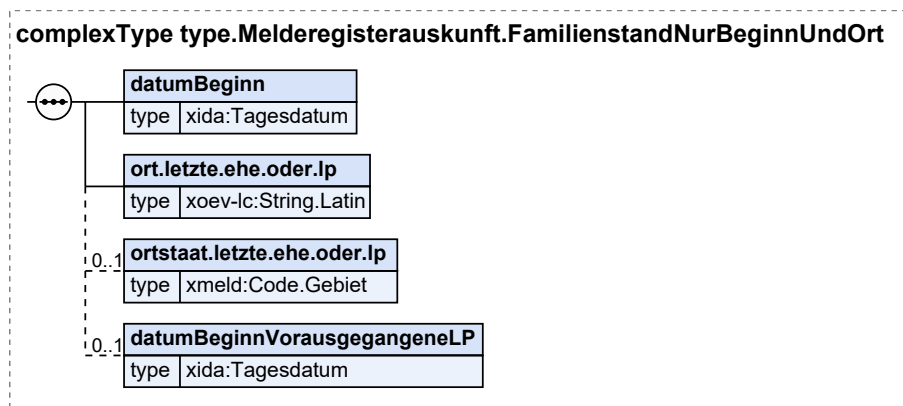 complexType type.Melderegisterauskunft.FamilienstandNurBeginnUndOrt
datumBeginn
type xida:Tagesdatum
ort.letzte.ehe.oder.lp
type xoev-lc:String.Latin
0..1 ortstaat.letzte.ehe.oder.lp
type xmeld:Code.Gebiet
0..1 datumBeginnVorausgegangeneLP
type xida:Tagesdatum